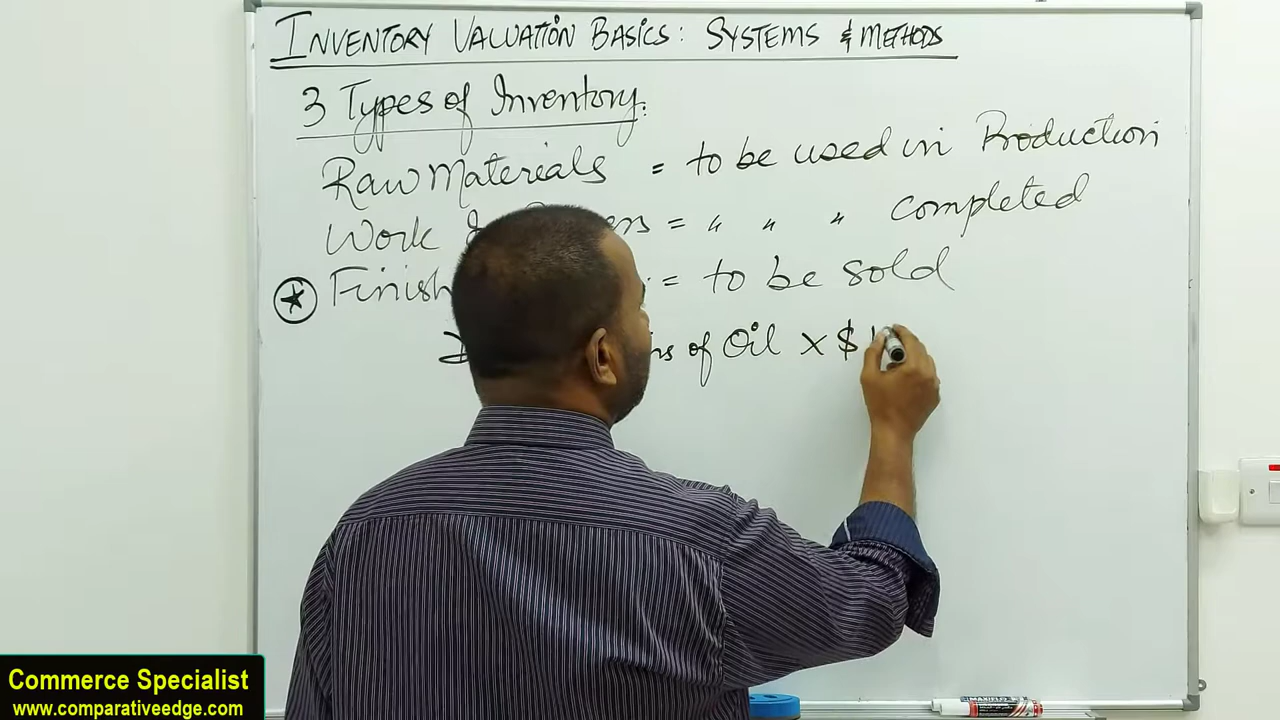 INVENTORY VALUATION BASICS: SYSTEMS & METHODS
3 Types of Inventory:
Raw Materials = to be used in Production
Work = " " " completed
= to be sold
of Oil X $
Commerce Specialist
www.comparativeedge.com